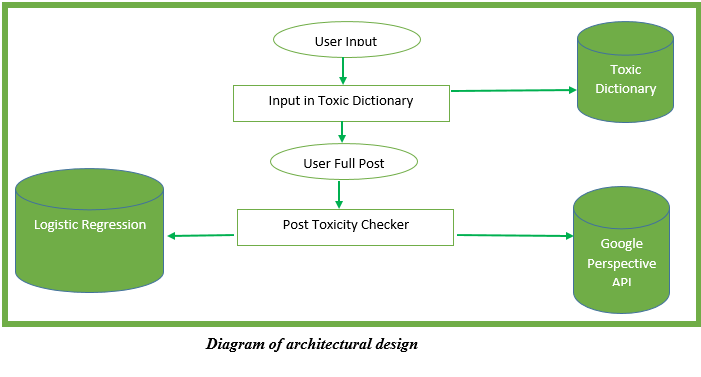 User Input
Toxic
Dictionary
Input in Toxic Dictionary
User Full Post
Logistic Regression
Post Toxicity Checker
Google
Perspective
API
Diagram of architectural design